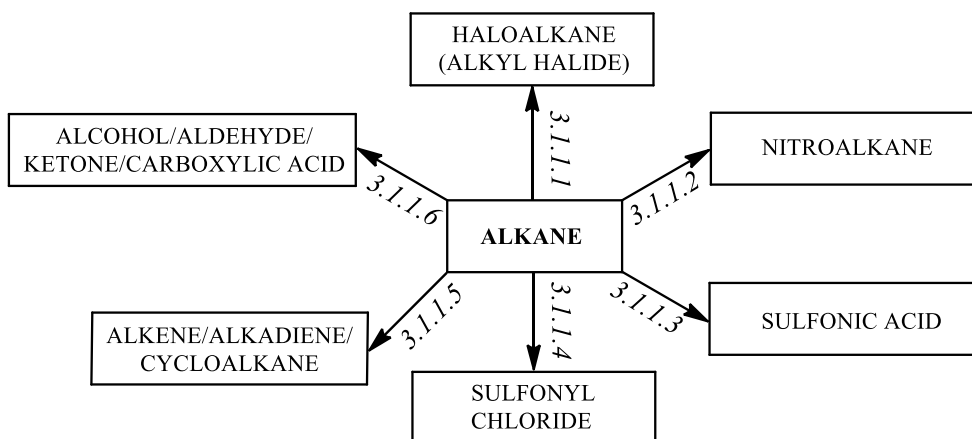 HALOALKANE
(ALKYL HALIDE)
3.1.1.1
ALCOHOL/ALDEHYDE/
KETONE/CARBOXYLIC ACID
3.1.1.6
NITROALKANE
3.1.1.2
ALKANE
3.1.1.5
ALKENE/ALKADIENE/
CYCLOALKANE
3.1.1.4
SULFONYL
CHLORIDE
3.1.1.3
SULFONIC ACID